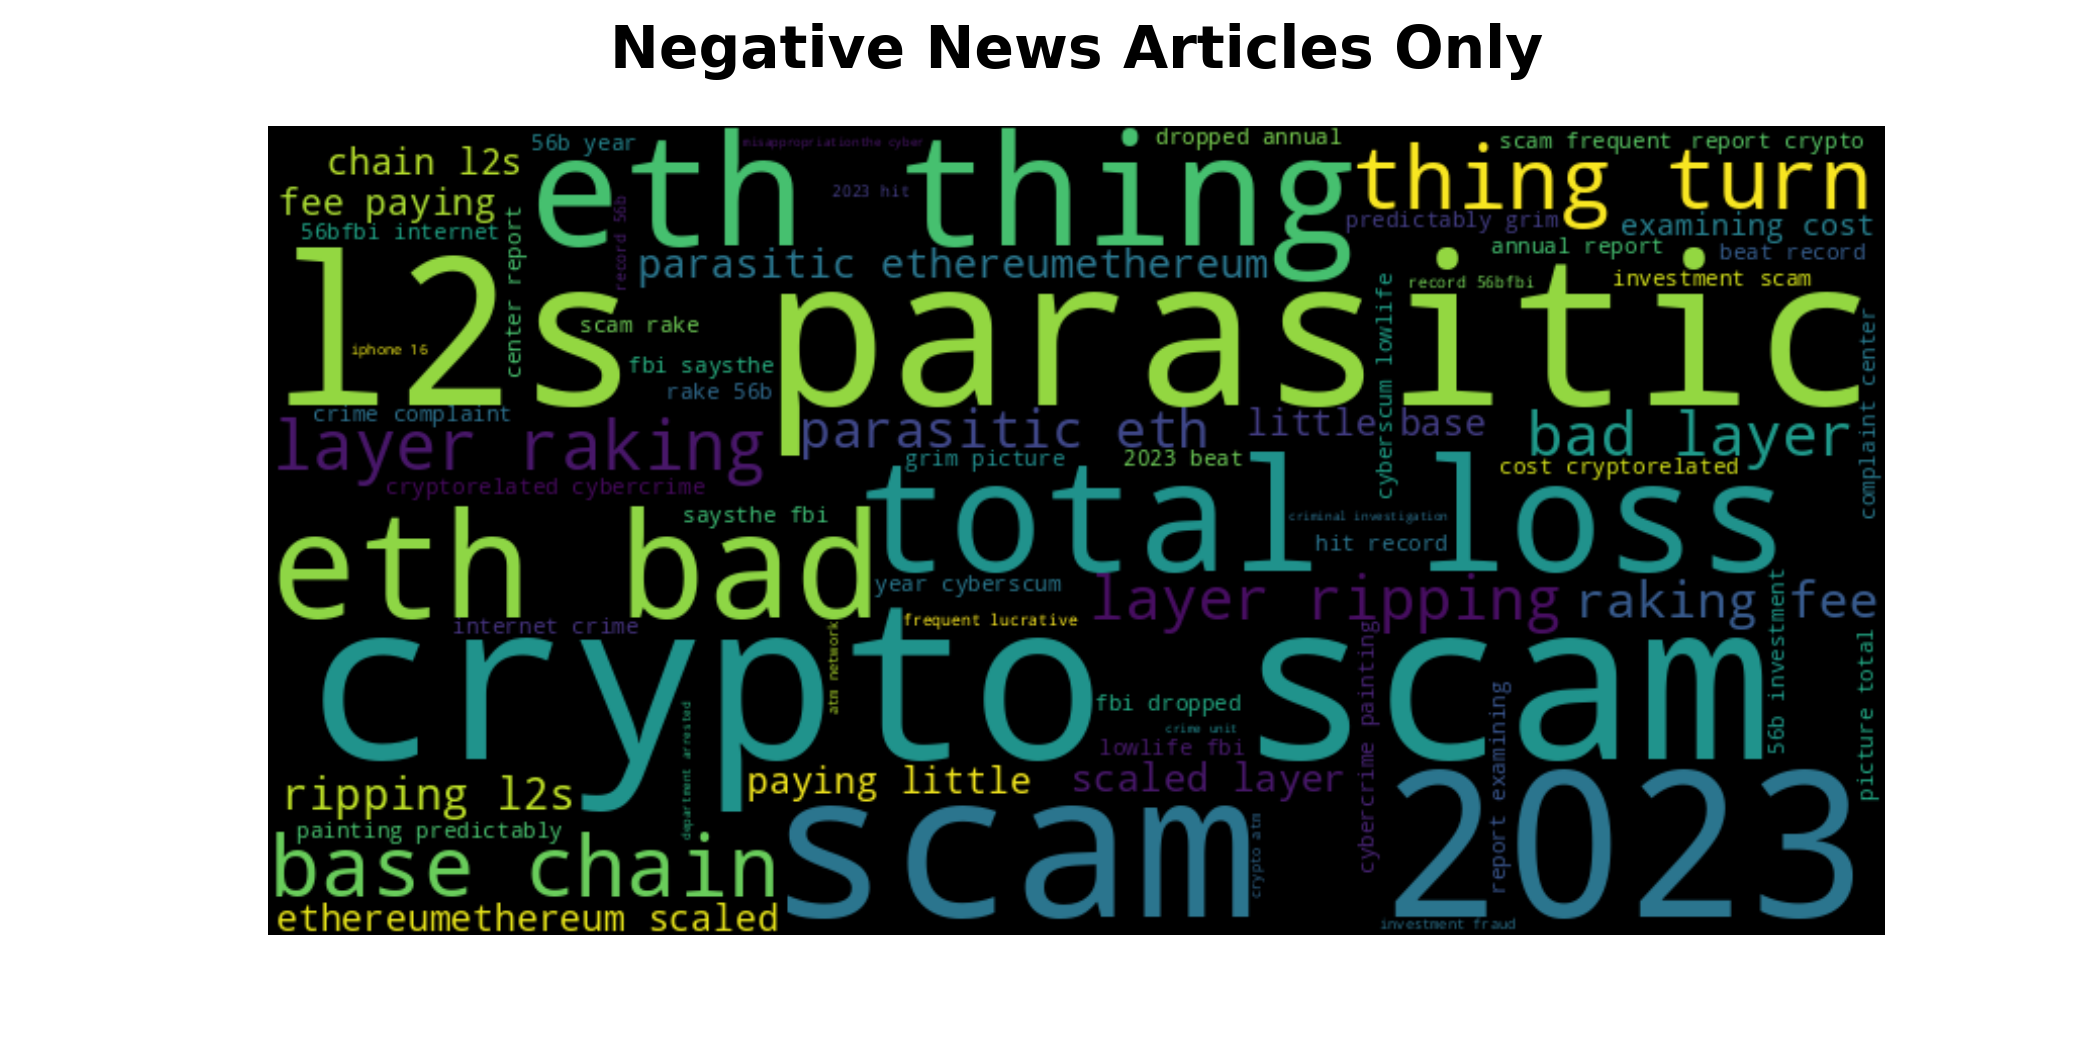 Negative News Articles Only
56b year
misappropriationthe cyber
dropped annual
scam frequent
report crypto
chain l2s
eth thing
thing turn
2023 hit
fee paying
record 56b
predictably grim
examining cost
56bfbi internet
center report
annual report
beat record
parasitic ethereumethereum
l2s parasitic
record 56bfbi
investment scam
scam rake
iphone 16
fbi saysthe
rake 56b
cyberscum lowlife
complaint center
crime complaint
layer raking
parasitic eth
little base
bad layer
grim picture
2023 beat
cost cryptorelated
cryptorelated cybercrime
total loss
saysthe fbi
criminal investigation
hit record
eth bad
year cyberscum
layer ripping
raking fee
internet crime
frequent lucrative
atm network
crypto scam
56b investment
cybercrime painting
picture total
fbi dropped
crime unit
department arrested
report examining
lowlife fbi
ripping l2s
paying little
scaled layer
painting predictably
base chain
scam 2023
crypto atm
ethereumethereum scaled
investment fraud